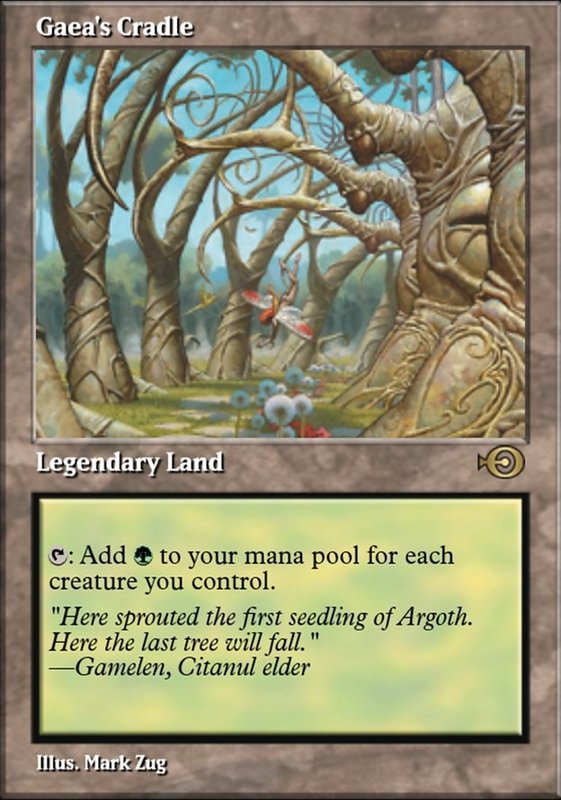 Gaea's Cradle
Legendary Land
: Add to your mana pool for each
creature you control.
"Here sprouted the first seedling of Argoth.
Here the last tree will fall."
—Gamelen, Citanul elder
Illus. Mark Zug